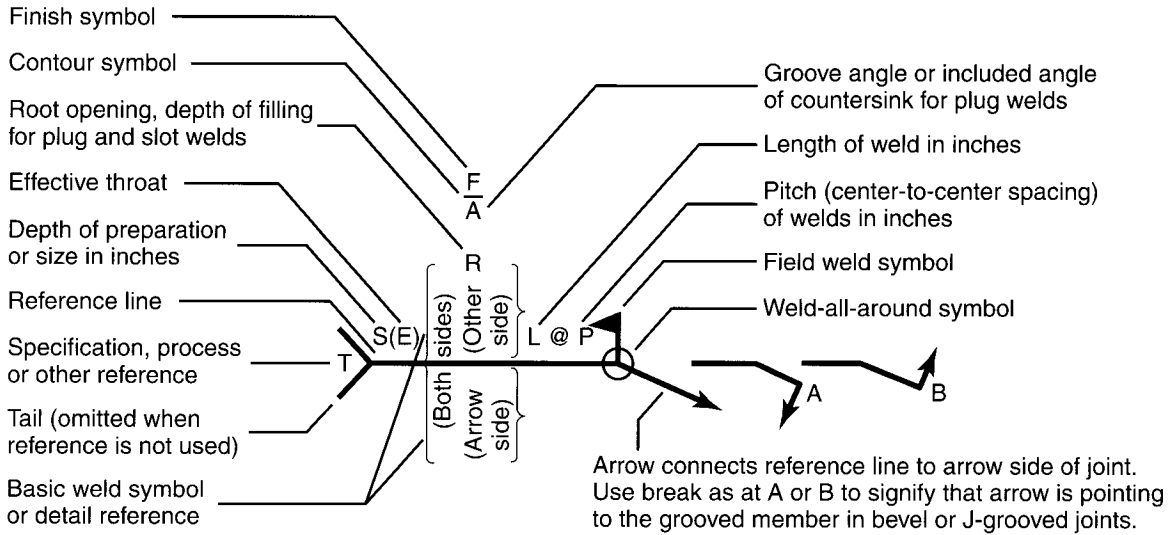 Finish symbol
Contour symbol
Root opening, depth of filling
for plug and slot welds
Effective throat
Depth of preparation
or size in inches
Reference line
Specification, process
or other reference
Tail (omitted when
reference is not used)
Basic weld symbol
or detail reference
F
A
R
S(E)
(Both sides)
(Other
side)
(Arrow
side)
L @ P
T
Groove angle or included angle
of countersink for plug welds
Length of weld in inches
Pitch (center-to-center spacing)
of welds in inches
Field weld symbol
Weld-all-around symbol
A
B
Arrow connects reference line to arrow side of joint.
Use break as at A or B to signify that arrow is pointing
to the grooved member in bevel or J-grooved joints.